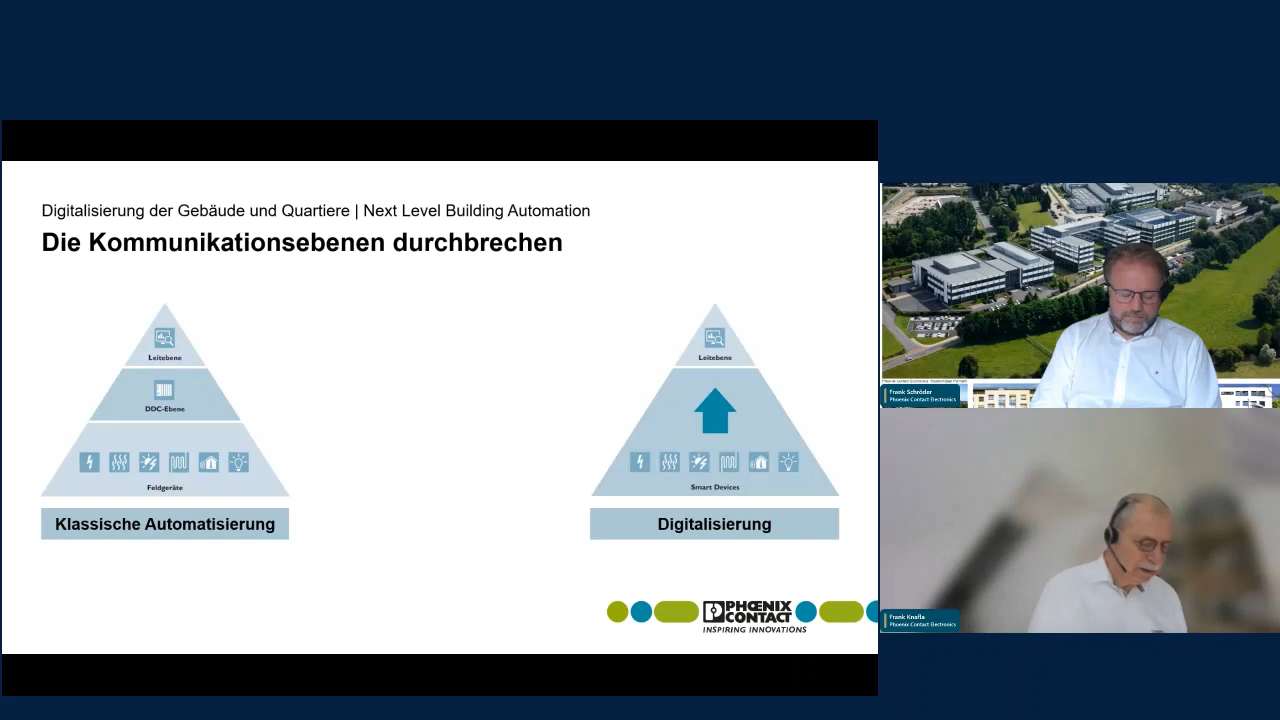 Digitalisierung der Gebäude und Quartiere | Next Level Building Automation
Die Kommunikationsebenen durchbrechen
Leitebene
DDC-Ebene
Feldgeräte
Klassische Automatisierung
Leitebene
Smart Devices
Digitalisierung
PHŒNIX
CONTACT
INSPIRING INNOVATIONS
Frank Schröder
Phoenix Contact Electronics
Frank Knafla
Phoenix Contact Electronics